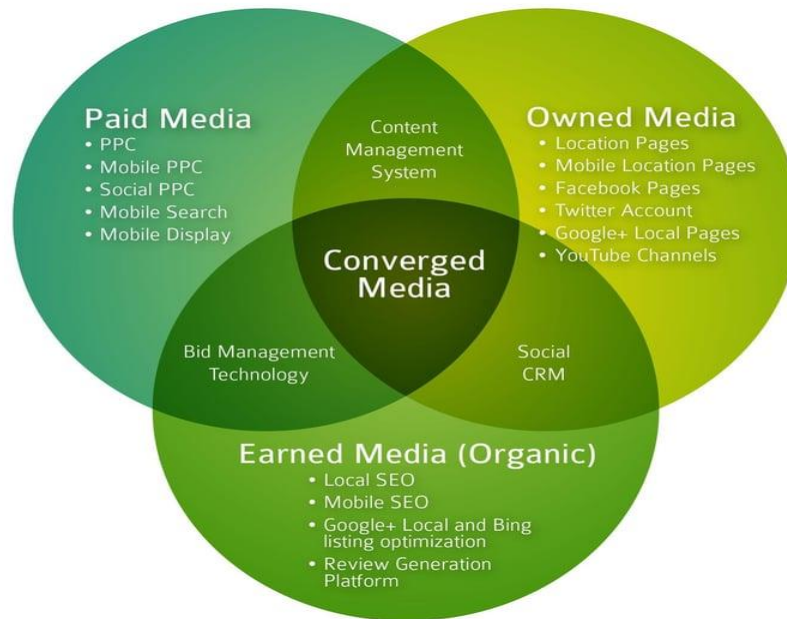 Paid Media
• PPC
• Mobile PPC
• Social PPC
• Mobile Search
• Mobile Display
Content
Management
System
Owned Media
• Location Pages
• Mobile Location Pages
• Facebook Pages
• Twitter Account
• Google+ Local Pages
• YouTube Channels
Converged
Media
Bid Management
Technology
Social
CRM
Earned Media (Organic)
• Local SEO
• Mobile SEO
• Google+ Local and Bing
listing optimization
• Review Generation
Platform